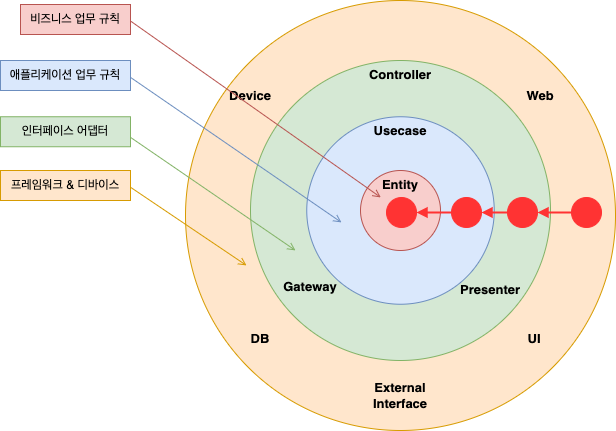 비즈니스 업무 규칙
애플리케이션 업무 규칙
인터페이스 어댑터
프레임워크 & 디바이스
Controller
Device
Web
Usecase
Entity
Gateway
Presenter
DB
UI
External
Interface